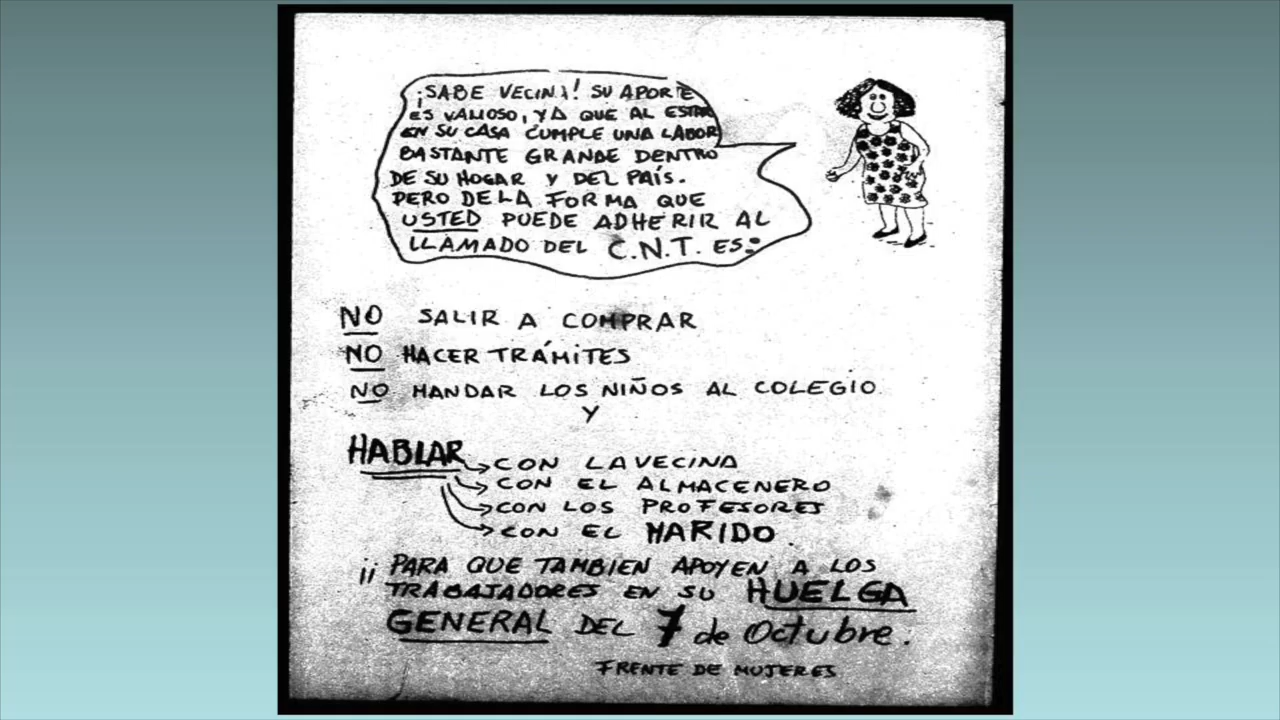 ¡SABE VECINA! SU APORTE
ES VALIOSO, YA QUE AL ESTAR
EN SU CASA CUMPLE UNA LABOR
BASTANTE GRANDE DENTRO
DE SU HOGAR Y DEL PAÍS.
PERO DE LA FORMA QUE
USTED PUEDE ADHERIR AL
LLAMADO DEL C.N.T. ES:
NO SALIR A COMPRAR
NO HACER TRÁMITES
NO MANDAR LOS NIÑOS AL COLEGIO
Y
HABLAR → CON LA VECINA
→ CON EL ALMACENERO
→ CON LOS PROFESORES
→ CON EL MARIDO.
¡¡ PARA QUE TAMBIEN APOYEN A LOS
TRABAJADORES EN SU HUELGA
GENERAL DEL 7 de Octubre.
FRENTE DE MUJERES